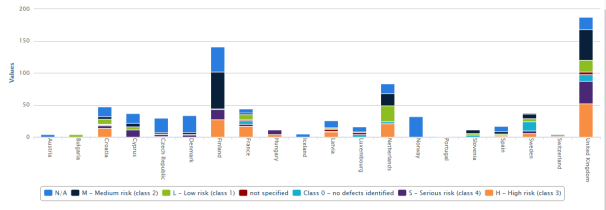 200
150
100
50
0
Values
Austria
Bulgaria
Croatia
Cyprus
Czech Republic
Denmark
Finland
France
Hungary
Iceland
Latvia
Luxembourg
Netherlands
Norway
Portugal
Slovenia
Spain
Sweden
Switzerland
United Kingdom
N/A M - Medium risk (class 2) L - Low risk (class 1) not specified Class 0 - no defects identified S - Serious risk (class 4) H - High risk (class 3)